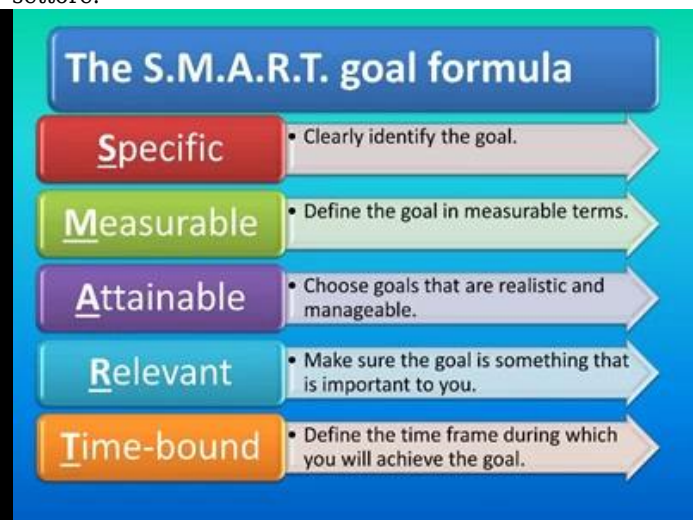 The S.M.A.R.T. goal formula
Specific
• Clearly identify the goal.
Measurable
• Define the goal in measurable terms.
Attainable
• Choose goals that are realistic and
manageable.
Relevant
• Make sure the goal is something that
is important to you.
Time-bound
• Define the time frame during which
you will achieve the goal.